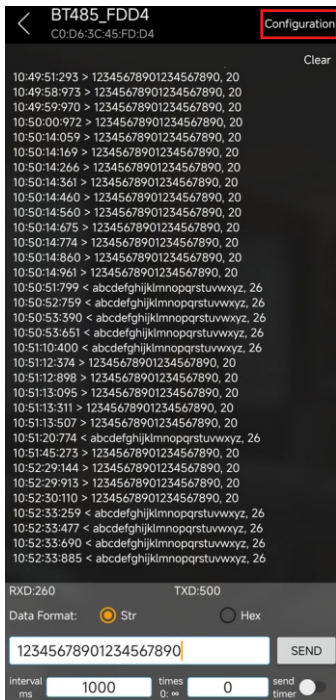 BT485_FDD4
C0:D6:3C:45:FD:D4
Configuration
Clear
10:49:51:293 > 12345678901234567890, 20
10:49:58:973 > 12345678901234567890, 20
10:49:59:970 > 12345678901234567890, 20
10:50:00:972 > 12345678901234567890, 20
10:50:14:059 > 12345678901234567890, 20
10:50:14:169 > 12345678901234567890, 20
10:50:14:266 > 12345678901234567890, 20
10:50:14:361 > 12345678901234567890, 20
10:50:14:460 > 12345678901234567890, 20
10:50:14:560 > 12345678901234567890, 20
10:50:14:675 > 12345678901234567890, 20
10:50:14:774 > 12345678901234567890, 20
10:50:14:860 > 12345678901234567890, 20
10:50:14:961 > 12345678901234567890, 20
10:50:51:799 < abcdefghijklmnopqrstuvwxyz, 26
10:50:52:759 < abcdefghijklmnopqrstuvwxyz, 26
10:50:53:390 < abcdefghijklmnopqrstuvwxyz, 26
10:50:53:651 < abcdefghijklmnopqrstuvwxyz, 26
10:51:10:400 < abcdefghijklmnopqrstuvwxyz, 26
10:51:12:374 > 12345678901234567890, 20
10:51:12:898 > 12345678901234567890, 20
10:51:13:095 > 12345678901234567890, 20
10:51:13:311 > 12345678901234567890, 20
10:51:13:507 > 12345678901234567890, 20
10:51:20:774 < abcdefghijklmnopqrstuvwxyz, 26
10:51:45:273 > 12345678901234567890, 20
10:52:29:144 > 12345678901234567890, 20
10:52:29:913 > 12345678901234567890, 20
10:52:30:110 > 12345678901234567890, 20
10:52:33:259 < abcdefghijklmnopqrstuvwxyz, 26
10:52:33:477 < abcdefghijklmnopqrstuvwxyz, 26
10:52:33:690 < abcdefghijklmnopqrstuvwxyz, 26
10:52:33:885 < abcdefghijklmnopqrstuvwxyz, 26
RXD:260 TXD:500
Data Format: Str Hex
12345678901234567890 SEND
interval ms 1000 times 0: ∞ 0 send timer